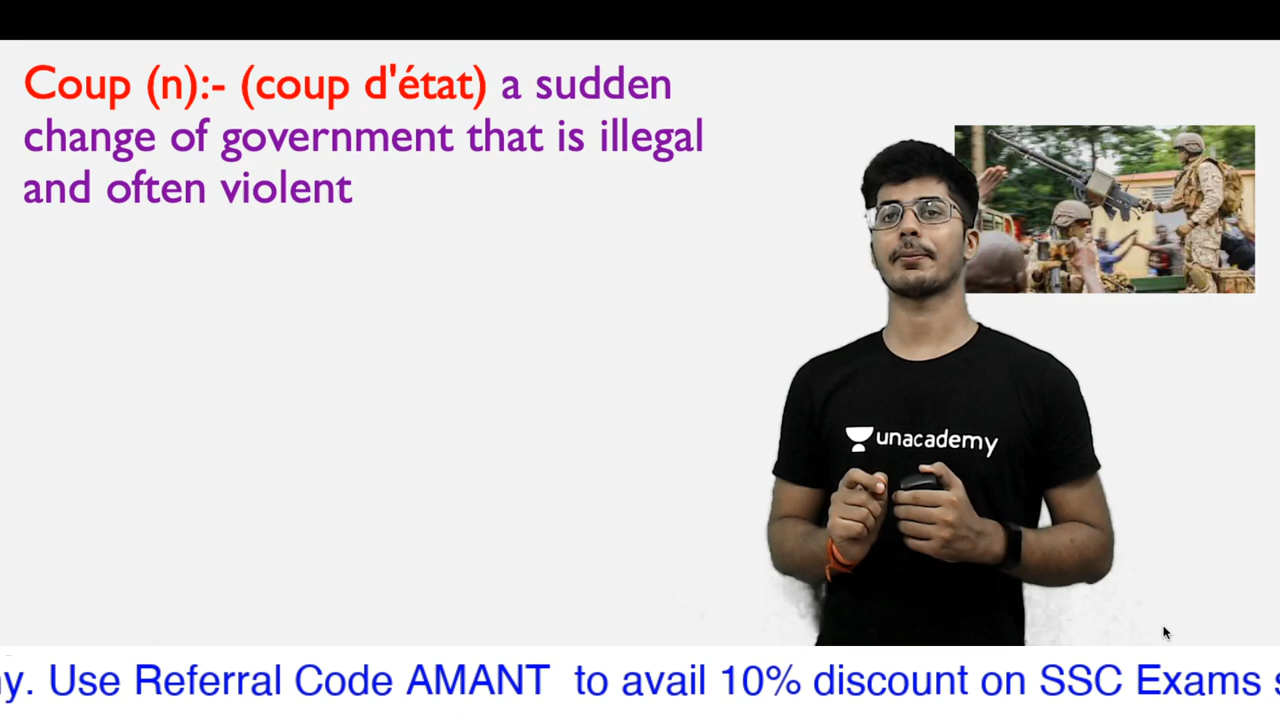 Coup (n):- (coup d'état) a sudden
change of government that is illegal
and often violent
unacademy
y. Use Referral Code AMANT to avail 10% discount on SSC Exams s